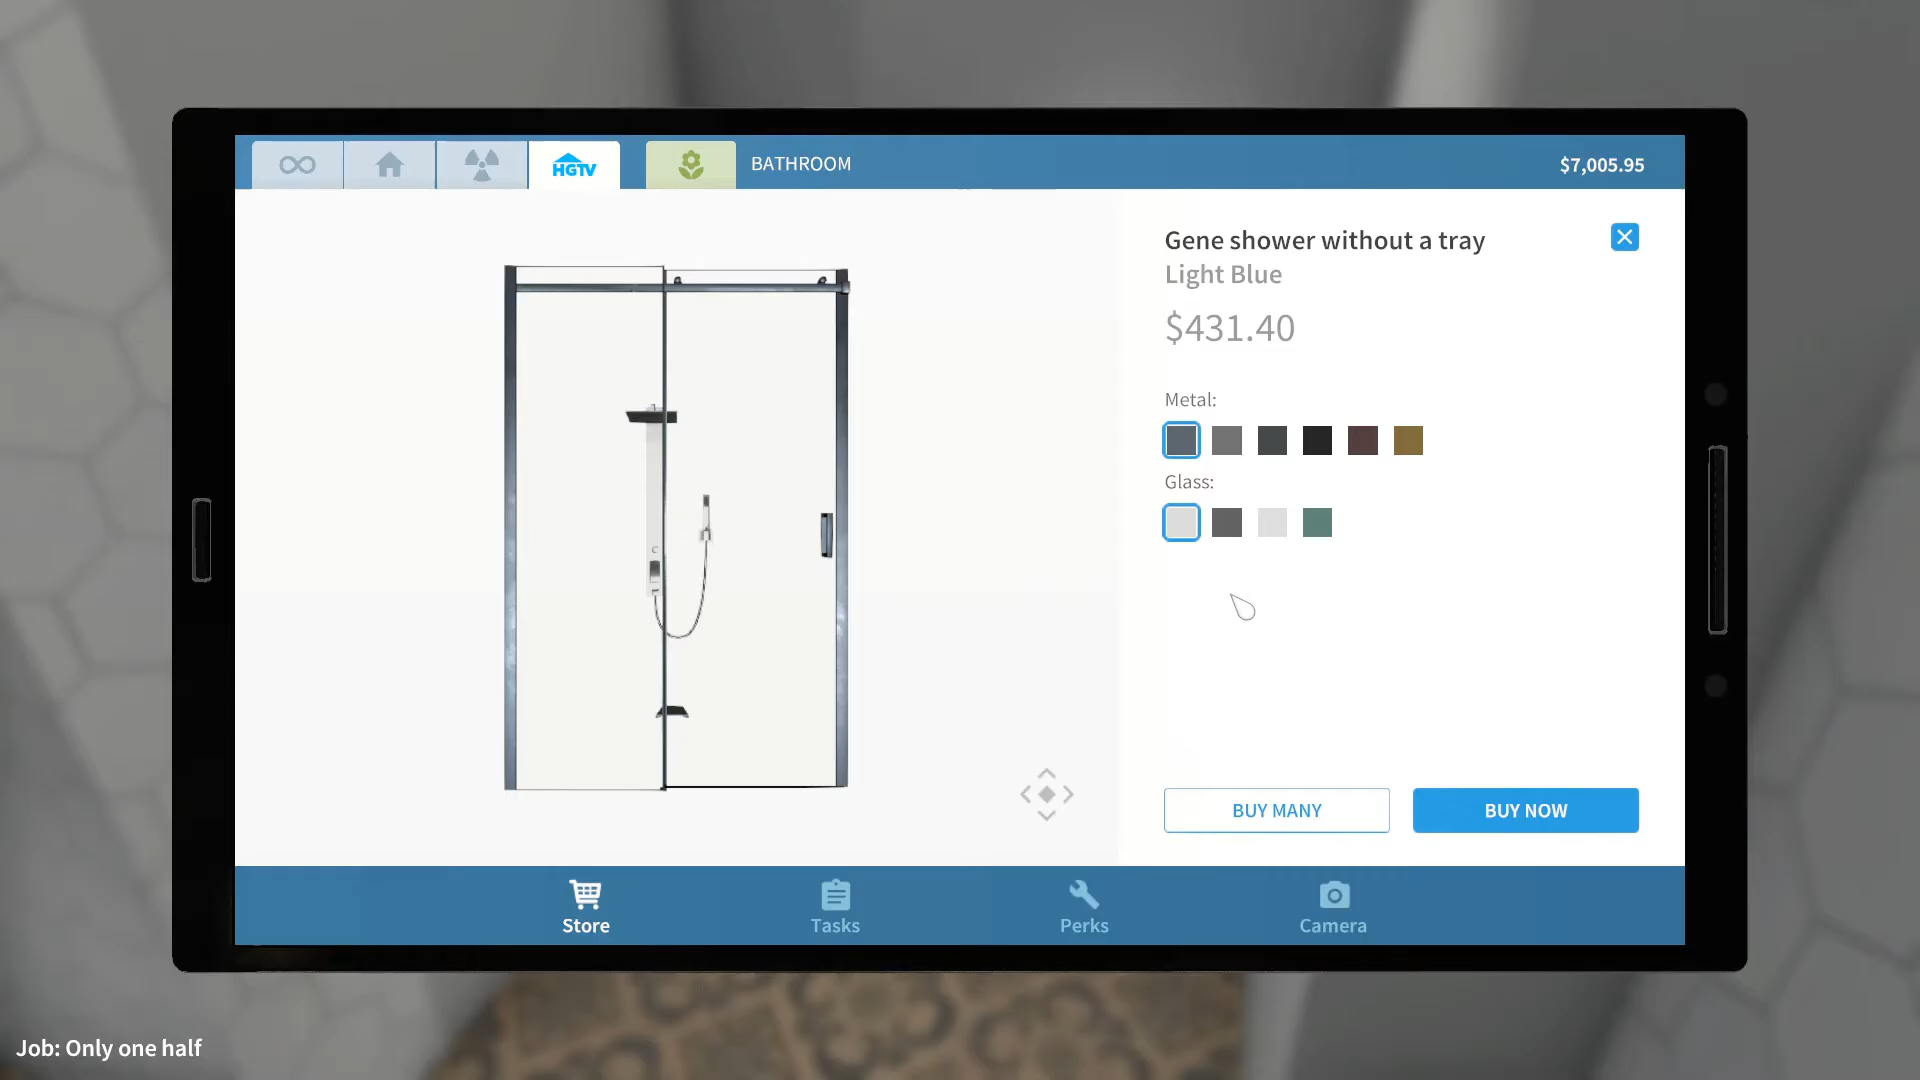 HGTV
BATHROOM
$7,005.95
Gene shower without a tray
Light Blue
$431.40
Metal:
Glass:
BUY MANY
BUY NOW
Store
Tasks
Perks
Camera
Job: Only one half